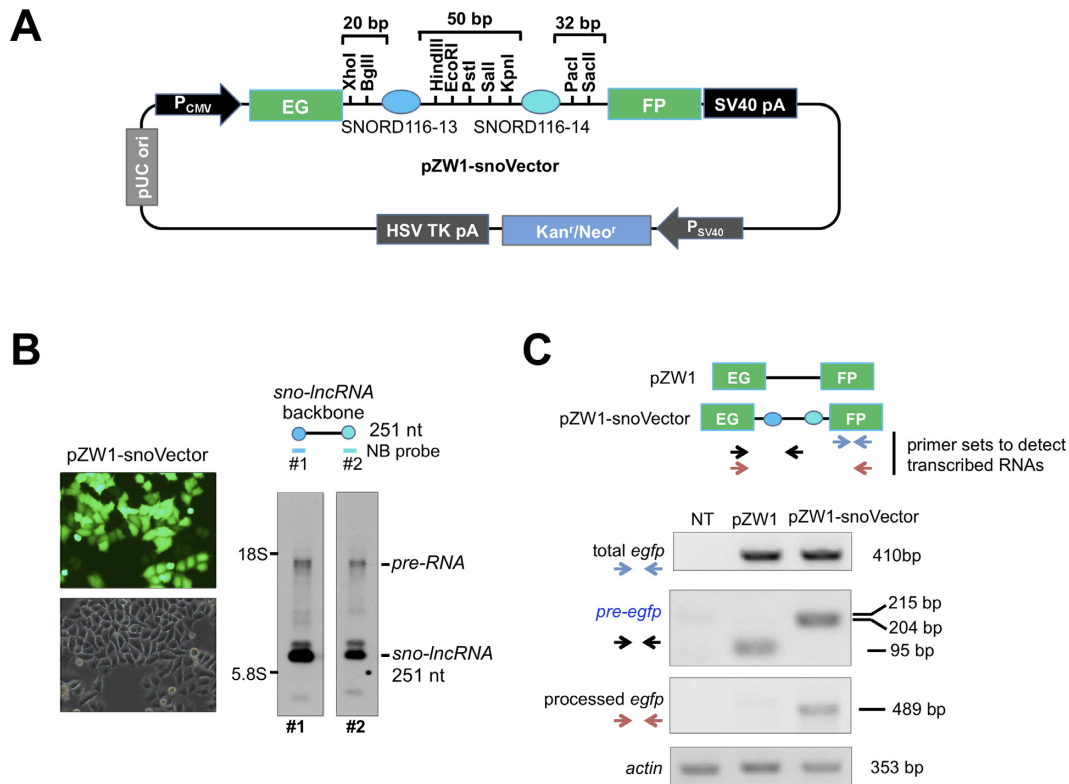 A
20 bp
50 bp
32 bp
XhoI
BglII
HindIII
EcoRI
PstI
SalI
KpnI
PacI
SacII
PCMV
EG
FP
SV40 pA
SNORD116-13
SNORD116-14
pUC ori
pZW1-snoVector
HSV TK pA
Kanr/Neor
PSV40
B
C
sno-lncRNA
backbone
251 nt
NB probe
#1
#2
pZW1-snoVector
18S
pre-RNA
sno-lncRNA
251 nt
5.8S
#1
#2
pZW1
EG
FP
pZW1-snoVector
EG
FP
primer sets to detect
transcribed RNAs
NT
pZW1
pZW1-snoVector
total egfp
410bp
pre-egfp
215 bp
204 bp
95 bp
processed egfp
489 bp
actin
353 bp